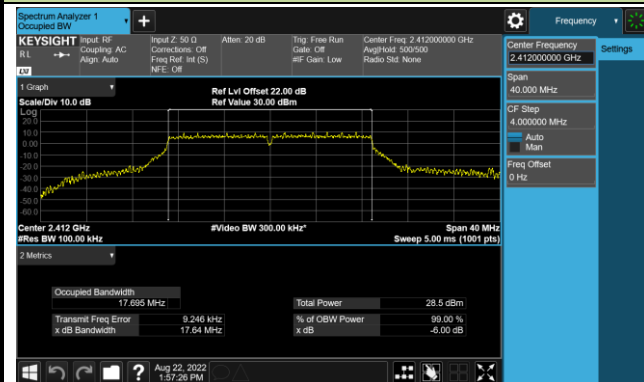 Spectrum Analyzer 1
Occupied BW
Frequency
KEYSIGHT
RL
Input: RF
Coupling: AC
Align: Auto
Input Z: 50 Ω
Corrections: Off
Freq Ref: Int (S)
NFE: Off
Atten: 20 dB
Trig: Free Run
Gate: Off
#IF Gain: Low
Center Freq: 2.412000000 GHz
Avg|Hold: 500/500
Radio Std: None
Center Frequency
2.412000000 GHz
Settings
Span
40.000 MHz
CF Step
4.000000 MHz
Auto
Man
Freq Offset
0 Hz
1 Graph
Scale/Div 10.0 dB
Ref Lvl Offset 22.00 dB
Ref Value 30.00 dBm
Log
20.0
10.0
0.00
-10.0
-20.0
-30.0
-40.0
-50.0
-60.0
Center 2.412 GHz
#Res BW 100.00 kHz
#Video BW 300.00 kHz*
Span 40 MHz
Sweep 5.00 ms (1001 pts)
2 Metrics
Occupied Bandwidth
17.695 MHz
Total Power 28.5 dBm
Transmit Freq Error 9.246 kHz
% of OBW Power 99.00 %
x dB Bandwidth 17.64 MHz
x dB -6.00 dB
Aug 22, 2022
1:57:26 PM